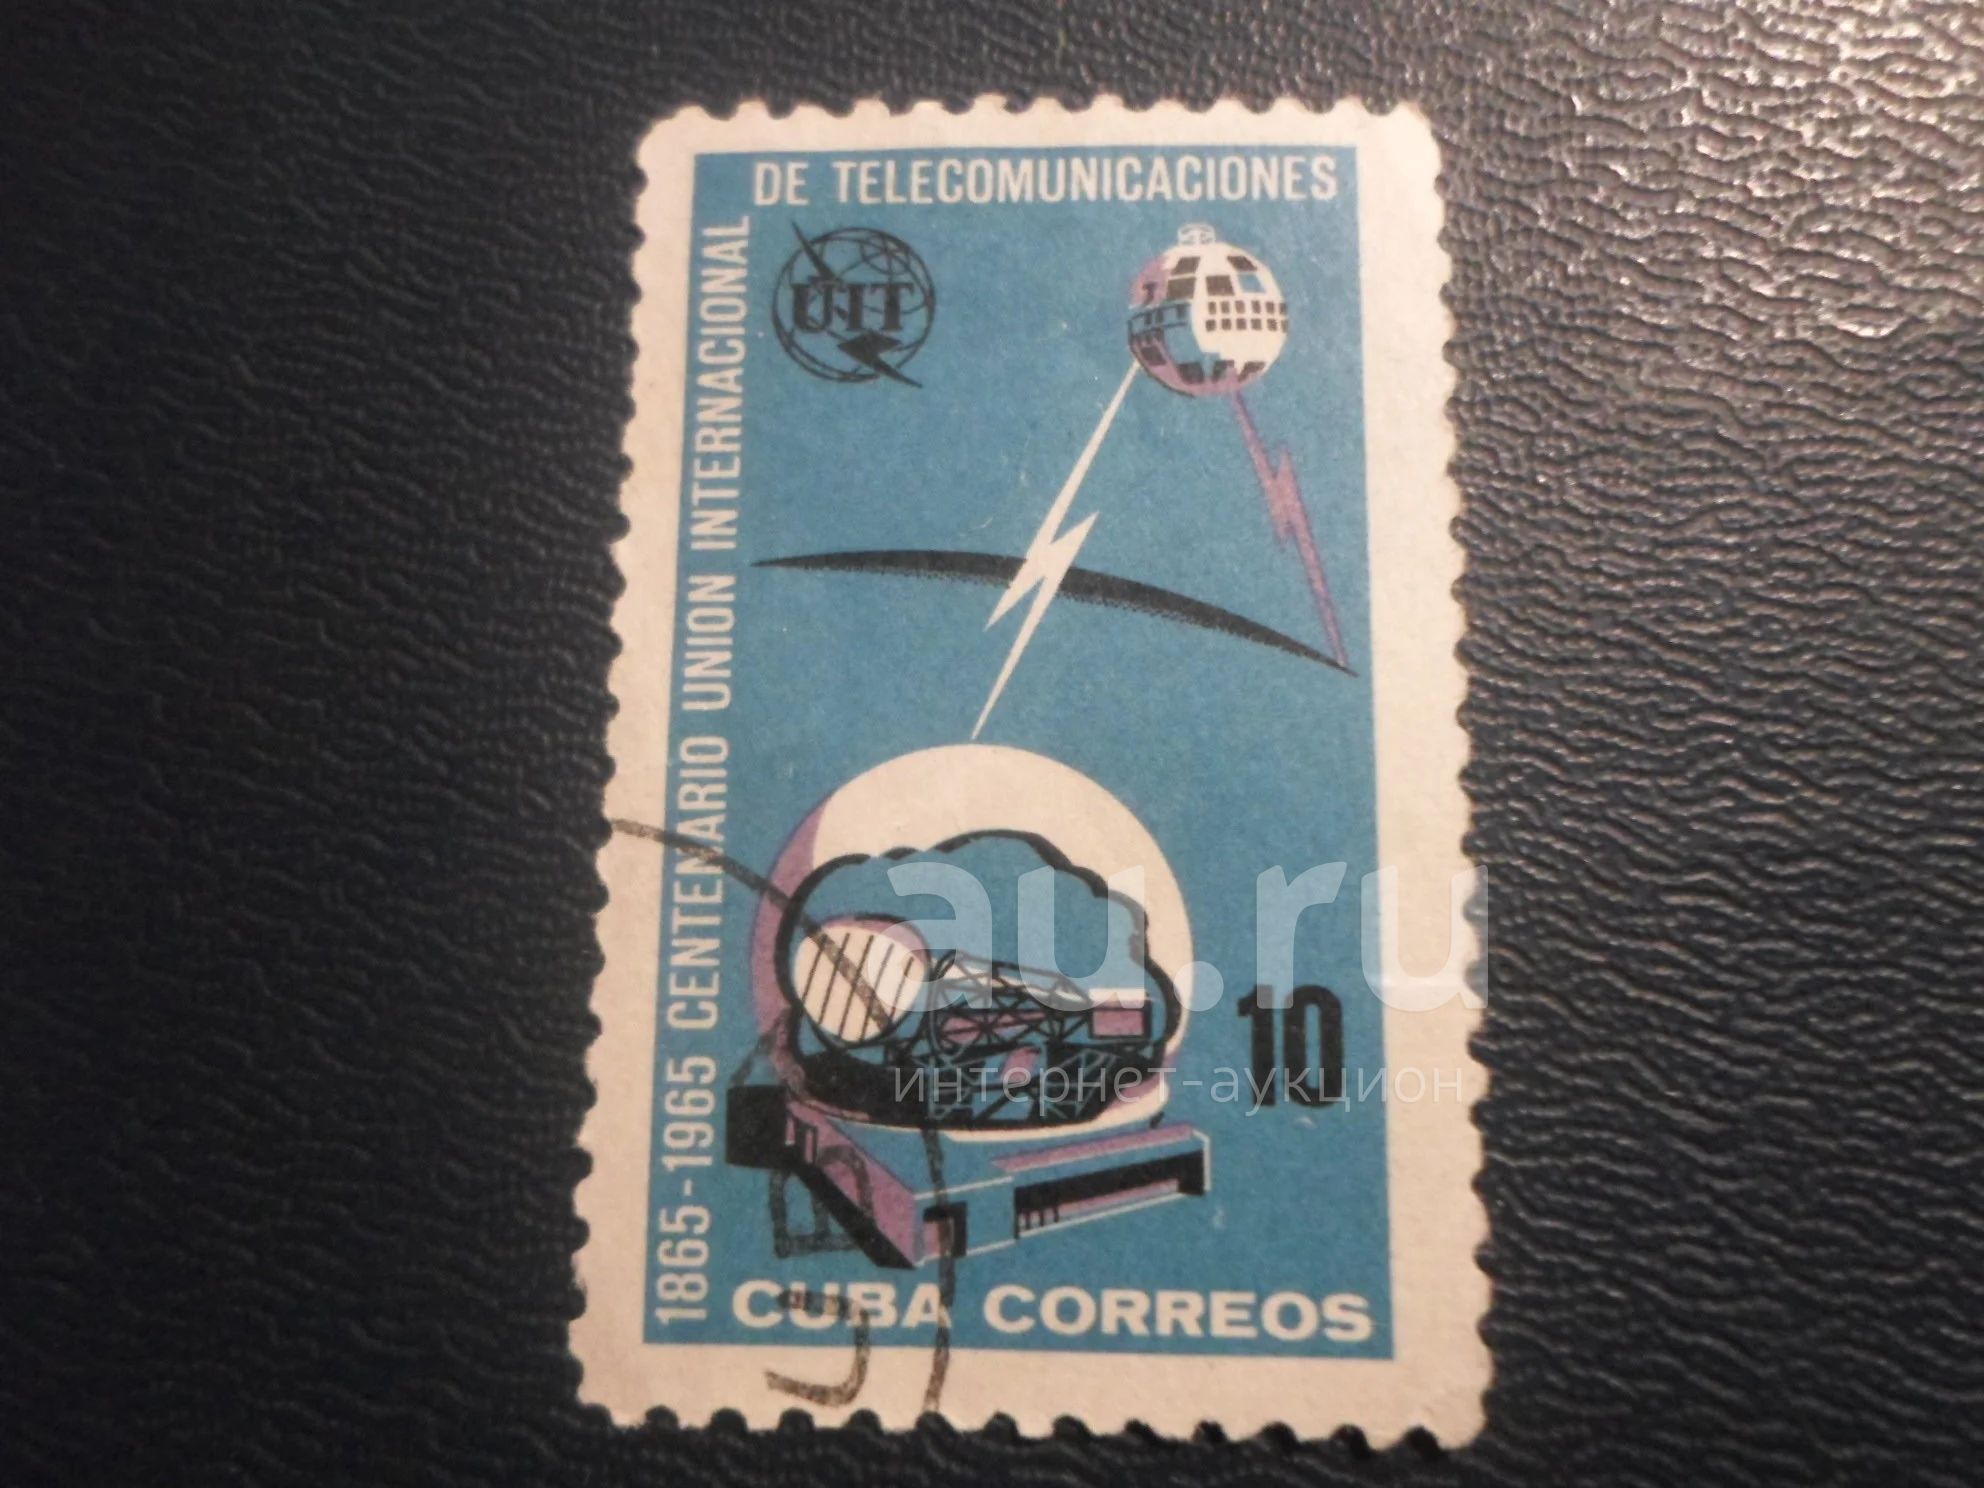 1865-1965 CENTENARIO UNION INTERNACIONAL
DE TELECOMUNICACIONES
UIT
au.ru
интернет-аукцион
10
CUBA CORREOS